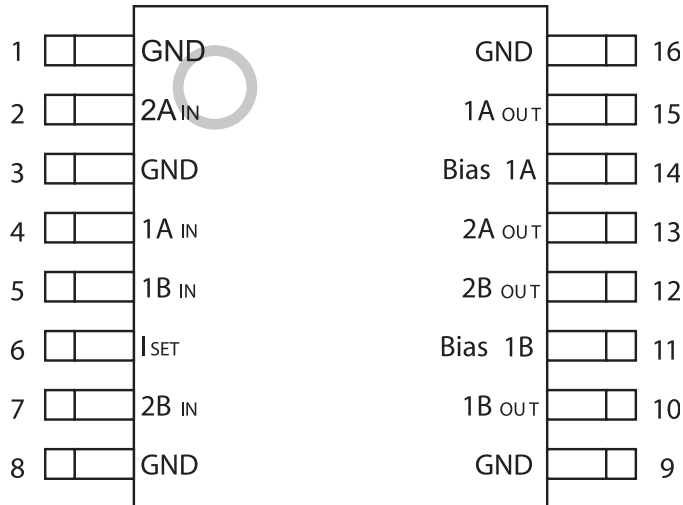 1 GND GND 16
2 2A IN 1A OUT 15
3 GND Bias 1A 14
4 1A IN 2A OUT 13
5 1B IN 2B OUT 12
6 I SET Bias 1B 11
7 2B IN 1B OUT 10
8 GND GND 9